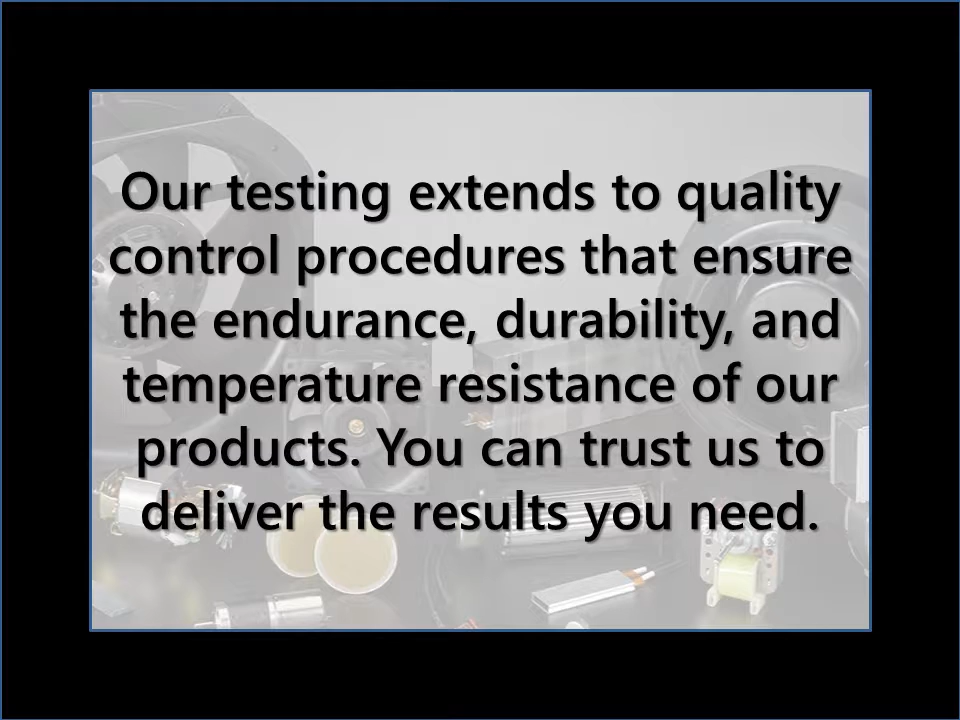 Our testing extends to quality
control procedures that ensure
the endurance, durability, and
temperature resistance of our
products. You can trust us to
deliver the results you need.